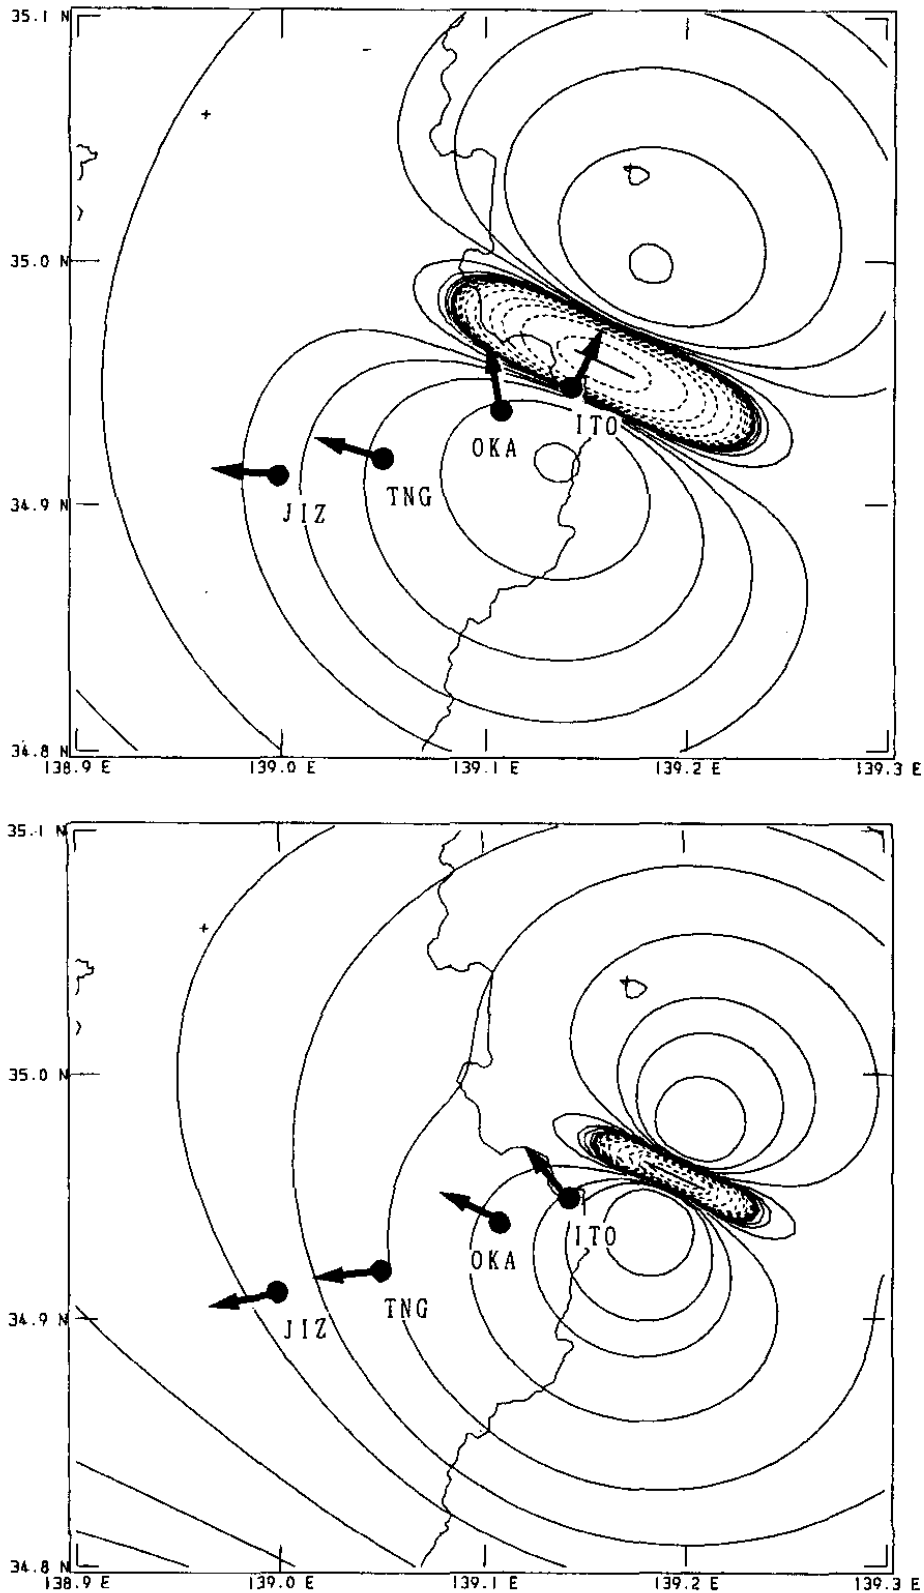 35.1
35.0 N
34.9
34.8 N
ITO
OKA
TNG
JIZ
138.9 E
139.0 E
139.1 E
139.2 E
139.3 E
35.1 N
35.0 N
34.9 N
34.8 N
ITO
OKA
TNG
JIZ
138.9 E
139.0 E
139.1 E
139.2 E
139.3 E